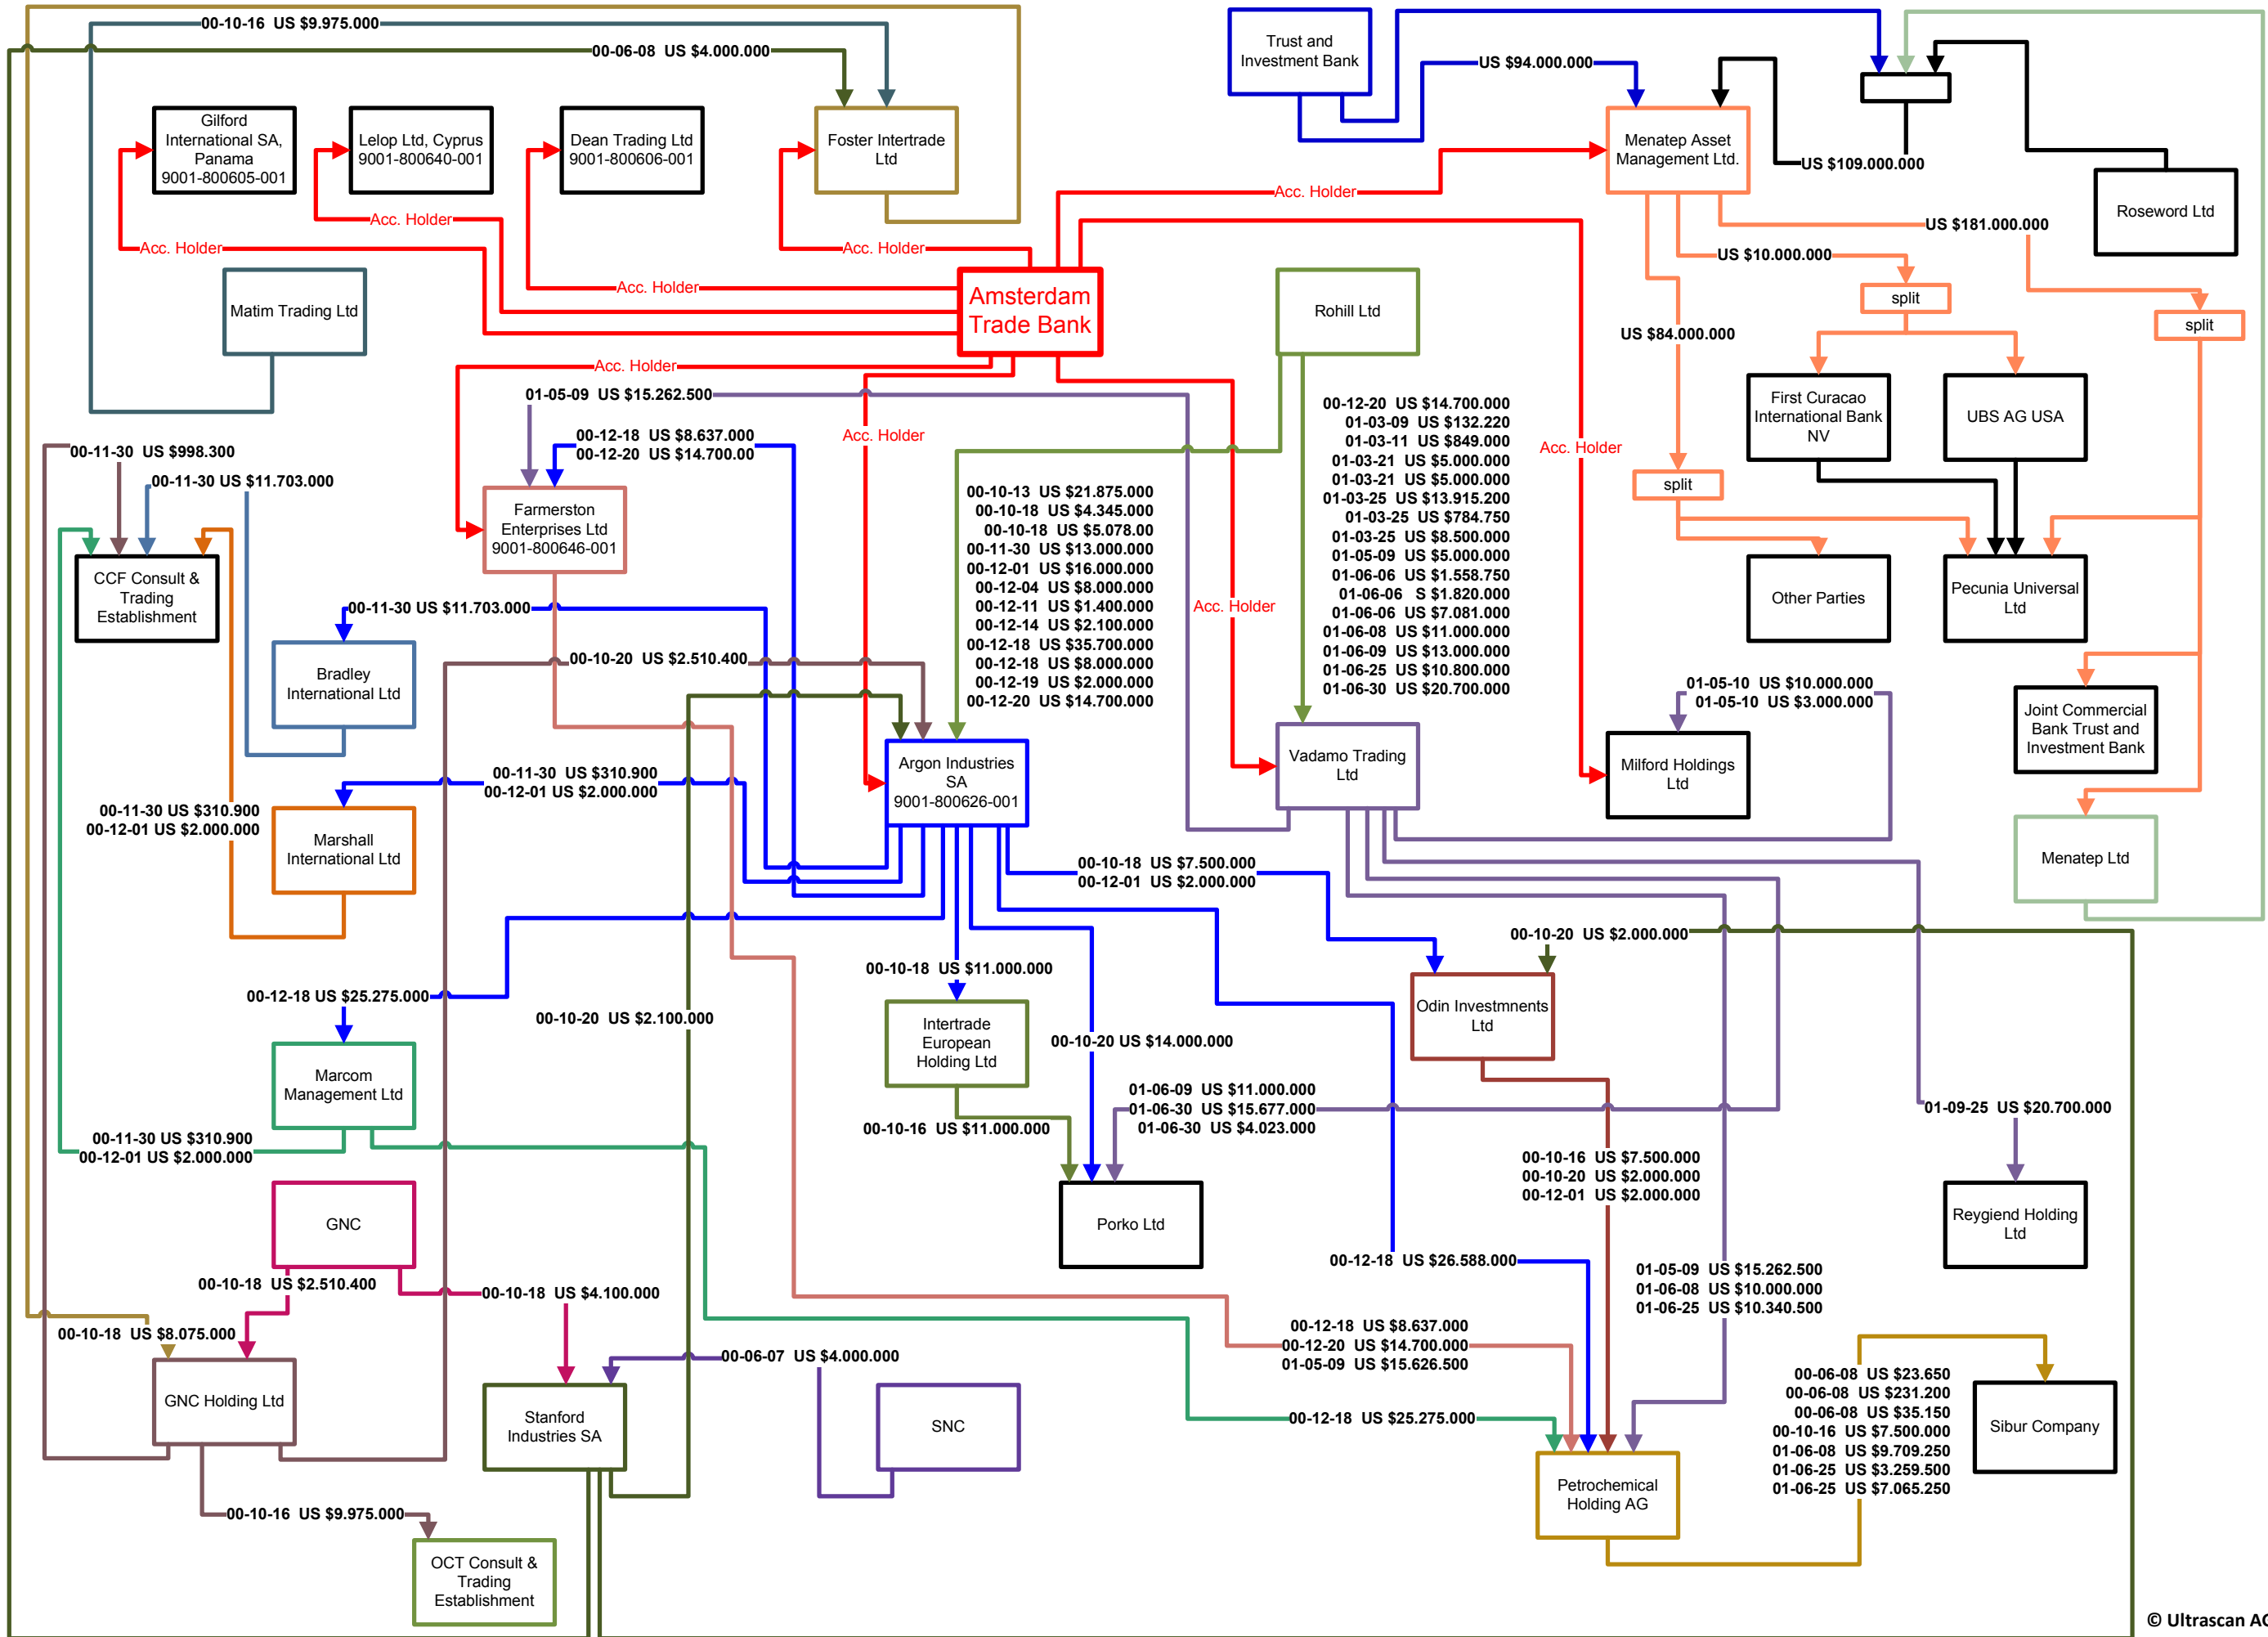 00-10-16 US $9.975.000
00-06-08 US $4.000.000
Trust and
Investment Bank
US $94.000.000
Gilford
International SA,
Panama
9001-800605-001
Lelop Ltd, Cyprus
9001-800640-001
Dean Trading Ltd
9001-800606-001
Foster Intertrade
Ltd
Menatep Asset
Management Ltd.
US $109.000.000
Roseword Ltd
Acc. Holder
Acc. Holder
Acc. Holder
Acc. Holder
Acc. Holder
US $181.000.000
US $10.000.000
Matim Trading Ltd
Amsterdam
Trade Bank
Rohill Ltd
split
split
US $84.000.000
Acc. Holder
01-05-09 US $15.262.500
First Curacao
International Bank
NV
UBS AG USA
00-12-18 US $8.637.000
00-12-20 US $14.700.00
Acc. Holder
00-12-20 US $14.700.000
01-03-09 US $132.220
01-03-11 US $849.000
01-03-21 US $5.000.000
01-03-21 US $5.000.000
01-03-25 US $13.915.200
01-03-25 US $784.750
01-03-25 US $8.500.000
01-05-09 US $5.000.000
01-06-06 US $1.558.750
01-06-06 S $1.820.000
01-06-06 US $7.081.000
01-06-08 US $11.000.000
01-06-09 US $13.000.000
01-06-25 US $10.800.000
01-06-30 US $20.700.000
Acc. Holder
00-11-30 US $998.300
00-11-30 US $11.703.000
split
Farmerston
Enterprises Ltd
9001-800646-001
00-10-13 US $21.875.000
00-10-18 US $4.345.000
00-10-18 US $5.078.00
00-11-30 US $13.000.000
00-12-01 US $16.000.000
00-12-04 US $8.000.000
00-12-11 US $1.400.000
00-12-14 US $2.100.000
00-12-18 US $35.700.000
00-12-18 US $8.000.000
00-12-19 US $2.000.000
00-12-20 US $14.700.000
CCF Consult &
Trading
Establishment
Other Parties
Pecunia Universal
Ltd
00-11-30 US $11.703.000
Acc. Holder
Bradley
International Ltd
00-10-20 US $2.510.400
01-05-10 US $10.000.000
01-05-10 US $3.000.000
Joint Commercial
Bank Trust and
Investment Bank
Argon Industries
SA
9001-800626-001
Vadamo Trading
Ltd
Milford Holdings
Ltd
00-11-30 US $310.900
00-12-01 US $2.000.000
00-11-30 US $310.900
00-12-01 US $2.000.000
Marshall
International Ltd
Menatep Ltd
00-10-18 US $7.500.000
00-12-01 US $2.000.000
00-10-20 US $2.000.000
00-10-18 US $11.000.000
00-12-18 US $25.275.000
00-10-20 US $2.100.000
Odin Investmnents
Ltd
Intertrade
European
Holding Ltd
00-10-20 US $14.000.000
Marcom
Management Ltd
01-06-09 US $11.000.000
01-06-30 US $15.677.000
01-06-30 US $4.023.000
01-09-25 US $20.700.000
00-10-16 US $11.000.000
00-11-30 US $310.900
00-12-01 US $2.000.000
00-10-16 US $7.500.000
00-10-20 US $2.000.000
00-12-01 US $2.000.000
GNC
Porko Ltd
Reygiend Holding
Ltd
00-12-18 US $26.588.000
01-05-09 US $15.262.500
01-06-08 US $10.000.000
01-06-25 US $10.340.500
00-10-18 US $2.510.400
00-10-18 US $4.100.000
00-10-18 US $8.075.000
00-12-18 US $8.637.000
00-12-20 US $14.700.000
01-05-09 US $15.626.500
00-06-07 US $4.000.000
GNC Holding Ltd
Stanford
Industries SA
SNC
00-12-18 US $25.275.000
00-06-08 US $23.650
00-06-08 US $231.200
00-06-08 US $35.150
00-10-16 US $7.500.000
01-06-08 US $9.709.250
01-06-25 US $3.259.500
01-06-25 US $7.065.250
Sibur Company
Petrochemical
Holding AG
00-10-16 US $9.975.000
OCT Consult &
Trading
Establishment
© Ultrascan AG